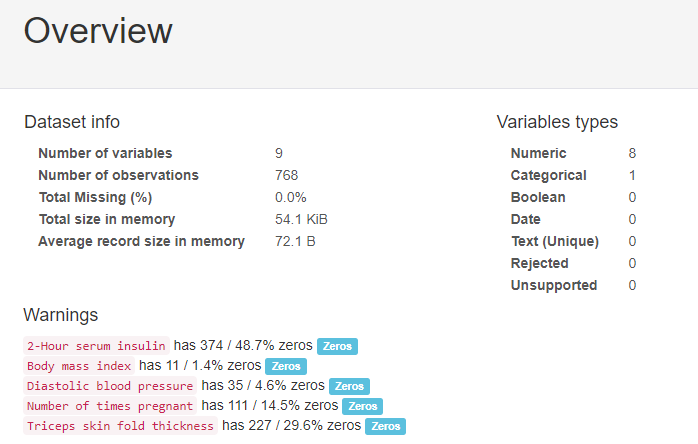 Overview
Dataset info
Number of variables 9
Number of observations 768
Total Missing (%) 0.0%
Total size in memory 54.1 KiB
Average record size in memory 72.1 B
Variables types
Numeric 8
Categorical 1
Boolean 0
Date 0
Text (Unique) 0
Rejected 0
Unsupported 0
Warnings
2-Hour serum insulin has 374 / 48.7% zeros Zeros
Body mass index has 11 / 1.4% zeros Zeros
Diastolic blood pressure has 35 / 4.6% zeros Zeros
Number of times pregnant has 111 / 14.5% zeros Zeros
Triceps skin fold thickness has 227 / 29.6% zeros Zeros